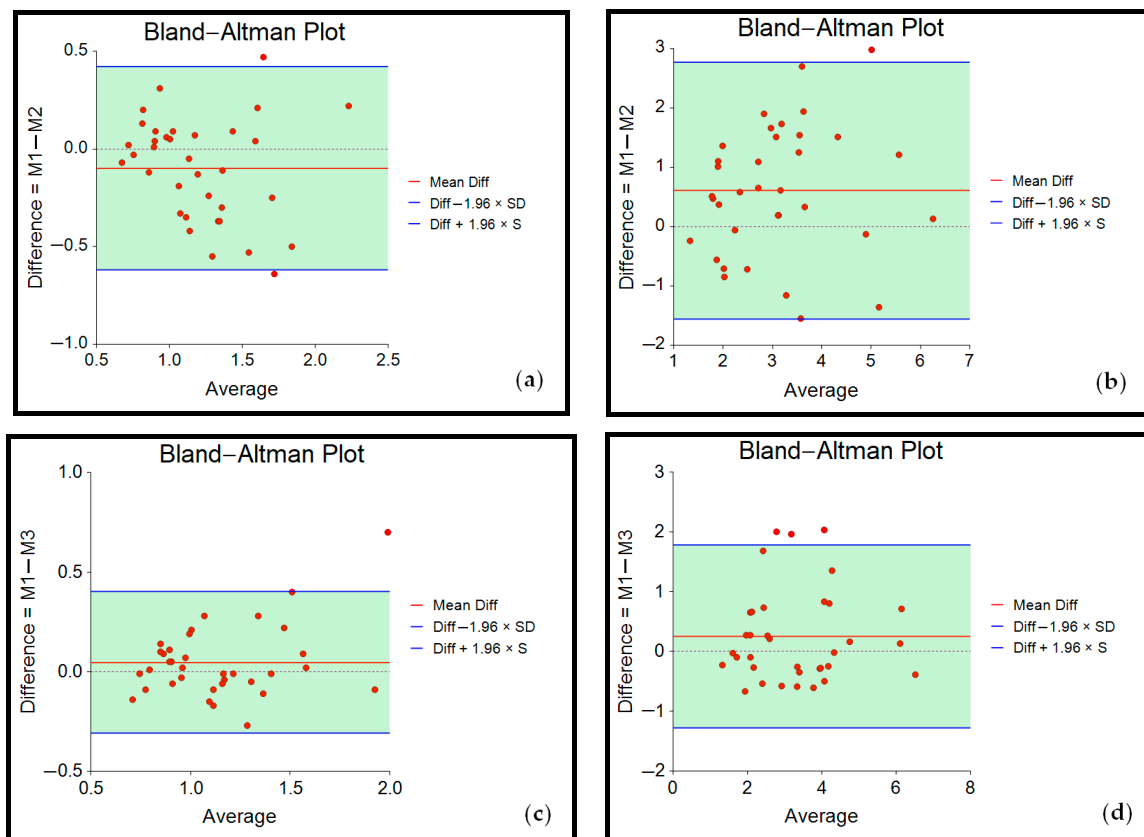 Bland−Altman Plot
0.5
0.0
−0.5
−1.0
Difference = M1−M2
0.5
1.0
1.5
2.0
2.5
Average
Mean Diff
Diff−1.96 × SD
Diff + 1.96 × S
(a)
Bland−Altman Plot
3
2
1
0
−1
−2
Difference = M1−M2
1
2
3
4
5
6
7
Average
Mean Diff
Diff−1.96 × SD
Diff + 1.96 × S
(b)
Bland−Altman Plot
1.0
0.5
0.0
−0.5
Difference = M1−M3
0.5
1.0
1.5
2.0
Average
Mean Diff
Diff−1.96 × SD
Diff + 1.96 × S
(c)
Bland−Altman Plot
3
2
1
0
−1
−2
Difference = M1−M3
0
2
4
6
8
Average
Mean Diff
Diff−1.96 × SD
Diff + 1.96 × S
(d)